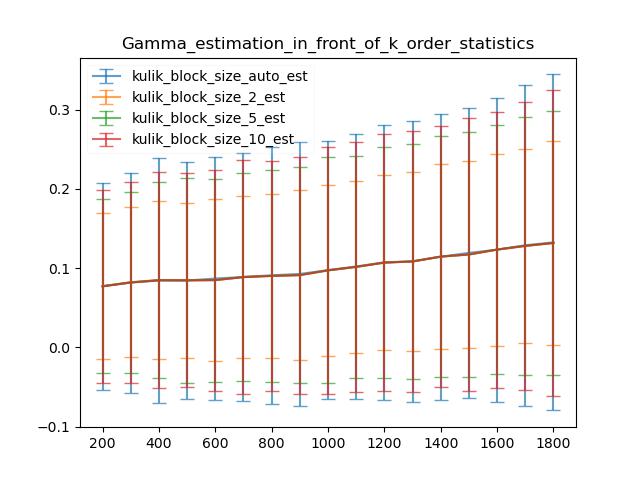 Gamma_estimation_in_front_of_k_order_statistics
kulik_block_size_auto_est
kulik_block_size_2_est
kulik_block_size_5_est
kulik_block_size_10_est
0.3
0.2
0.1
0.0
−0.1
200 400 600 800 1000 1200 1400 1600 1800